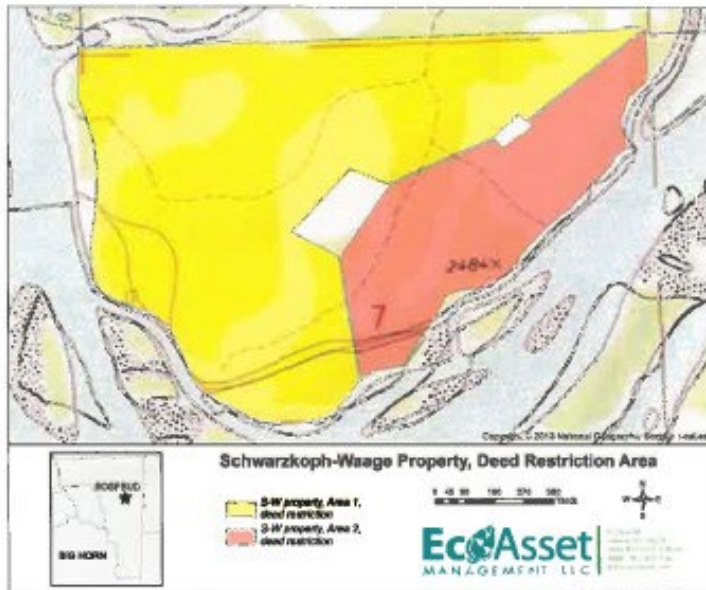 2484X
7
Copyright © 2013 National Geographic Society
Schwarzkoph-Waage Property, Deed Restriction Area
ROSEBUD
BIG HORN
S-W property, Area 1,
deed restriction
S-W property, Area 2,
deed restriction
N
W E
S
EcoAsset
MANAGEMENT LLC